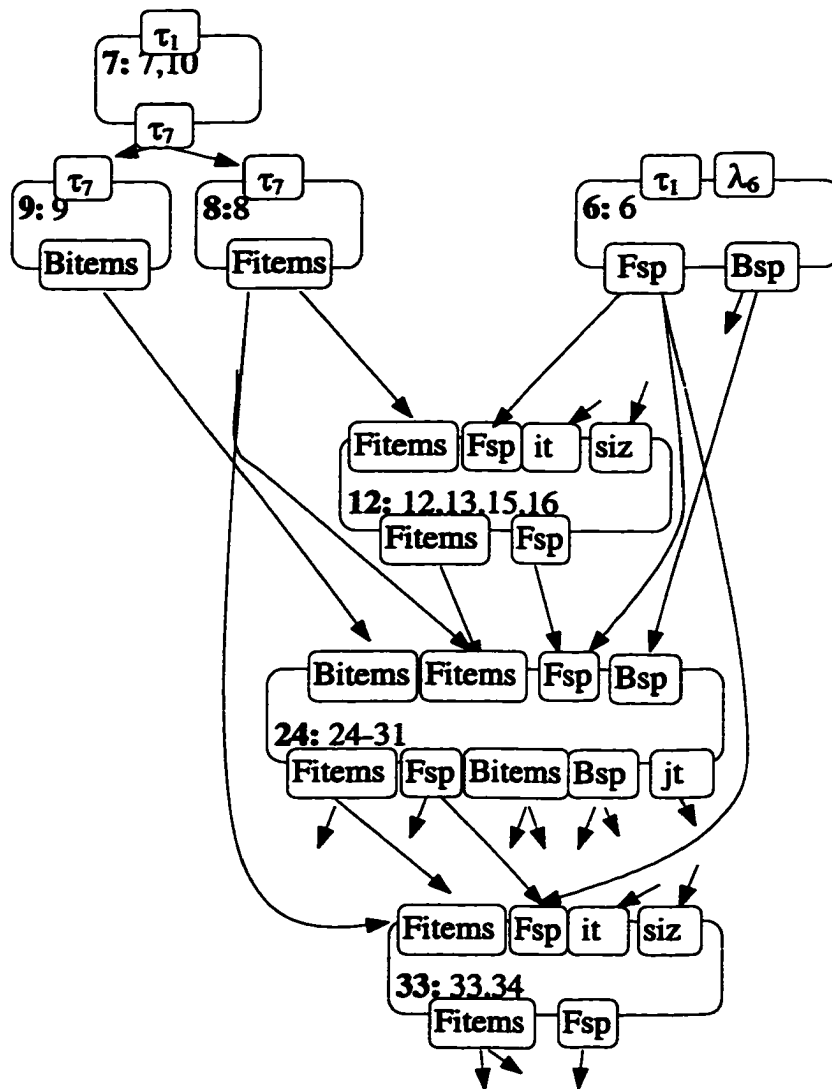 τ1
7: 7,10
τ7
τ7 τ7 τ1 λ6
9: 9 8:8 6: 6
Bitems Fitems Fsp Bsp
Fitems Fsp it siz
12: 12,13,15,16
Fitems Fsp
Bitems Fitems Fsp Bsp
24: 24-31
Fitems Fsp Bitems Bsp jt
Fitems Fsp it siz
33: 33,34
Fitems Fsp